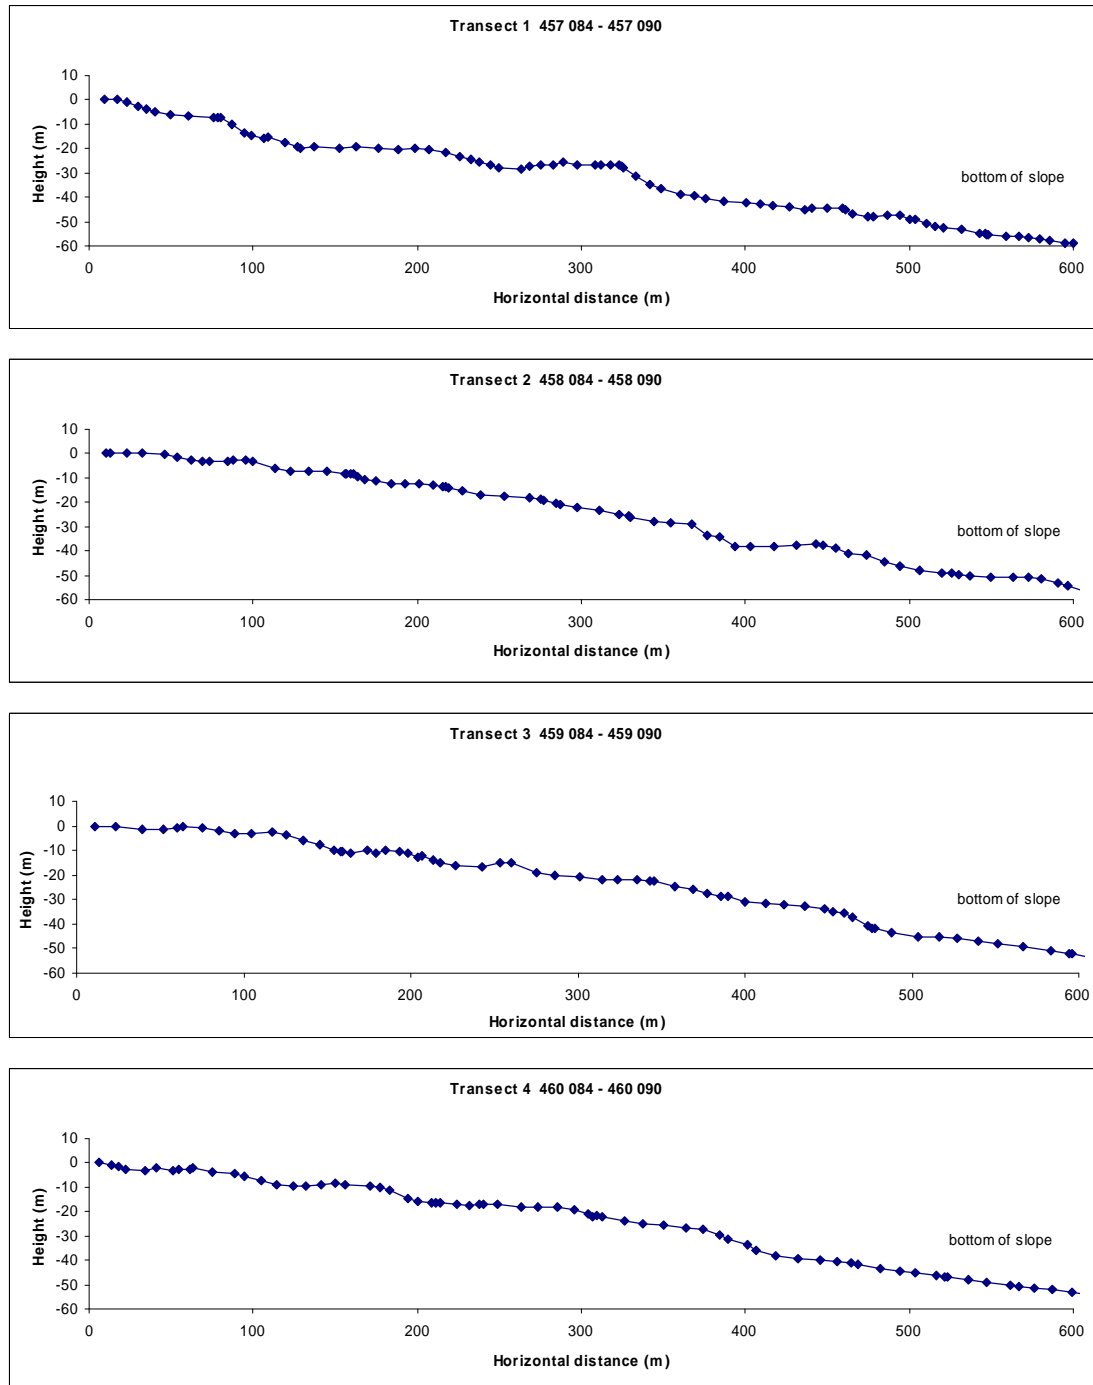 Transect 1 457 084 - 457 090
10
0
-10
-20
-30
-40
-50
-60
Height (m)
bottom of slope
0 100 200 300 400 500 600
Horizontal distance (m)
Transect 2 458 084 - 458 090
10
0
-10
-20
-30
-40
-50
-60
Height (m)
bottom of slope
0 100 200 300 400 500 600
Horizontal distance (m)
Transect 3 459 084 - 459 090
10
0
-10
-20
-30
-40
-50
-60
Height (m)
bottom of slope
0 100 200 300 400 500 600
Horizontal distance (m)
Transect 4 460 084 - 460 090
10
0
-10
-20
-30
-40
-50
-60
Height (m)
bottom of slope
0 100 200 300 400 500 600
Horizontal distance (m)